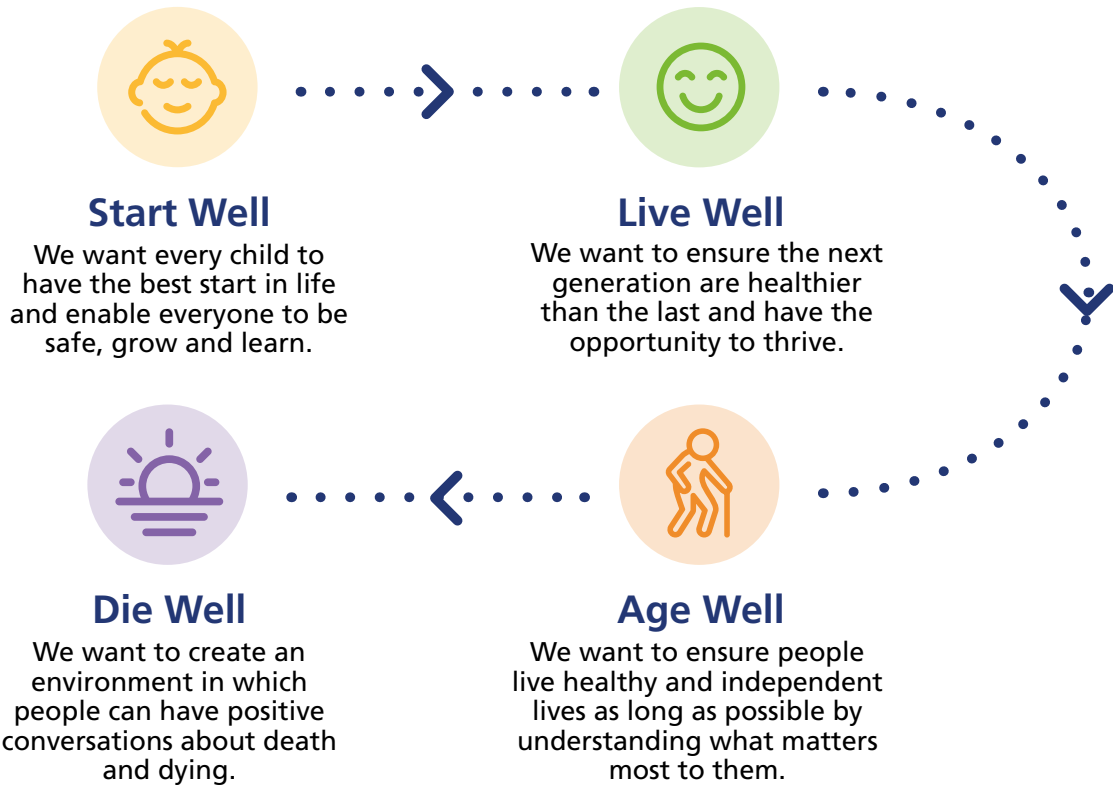 Start Well
We want every child to
have the best start in life
and enable everyone to be
safe, grow and learn.
Live Well
We want to ensure the next
generation are healthier
than the last and have the
opportunity to thrive.
Age Well
We want to ensure people
live healthy and independent
lives as long as possible by
understanding what matters
most to them.
Die Well
We want to create an
environment in which
people can have positive
conversations about death
and dying.